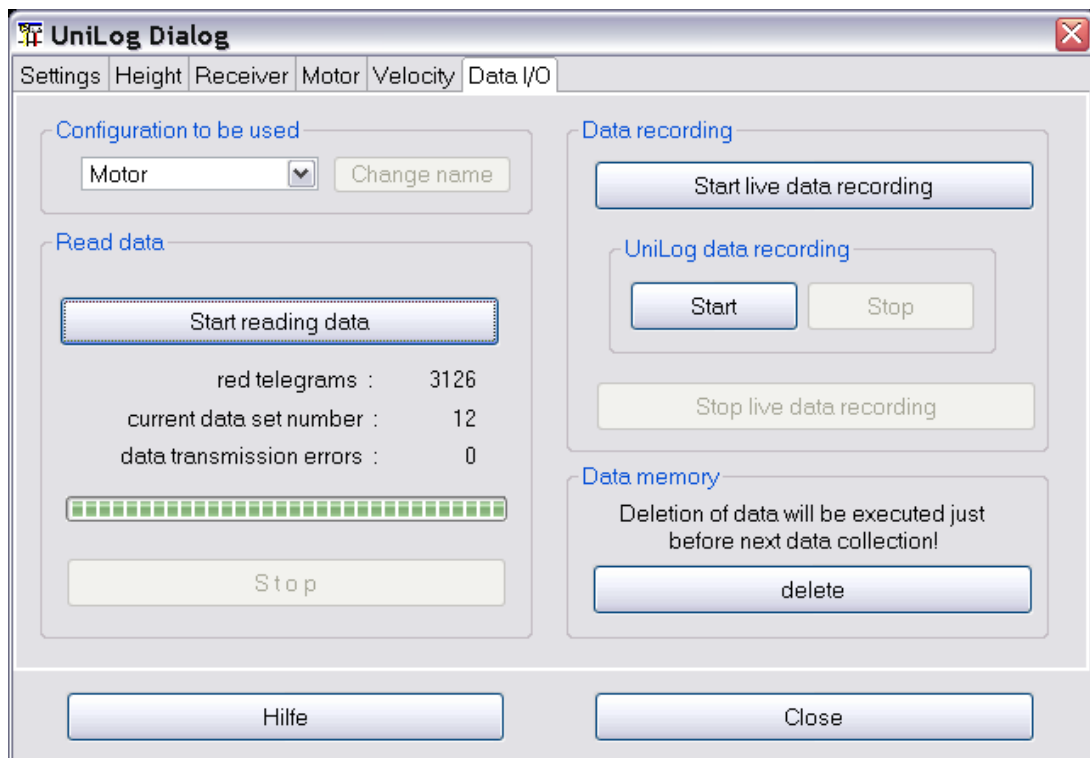 UniLog Dialog
Settings Height Receiver Motor Velocity Data I/O
Configuration to be used
Motor
Change name
Read data
Start reading data
red telegrams : 3126
current data set number : 12
data transmission errors : 0
Stop
Data recording
Start live data recording
UniLog data recording
Start Stop
Stop live data recording
Data memory
Deletion of data will be executed just
before next data collection!
delete
Hilfe Close